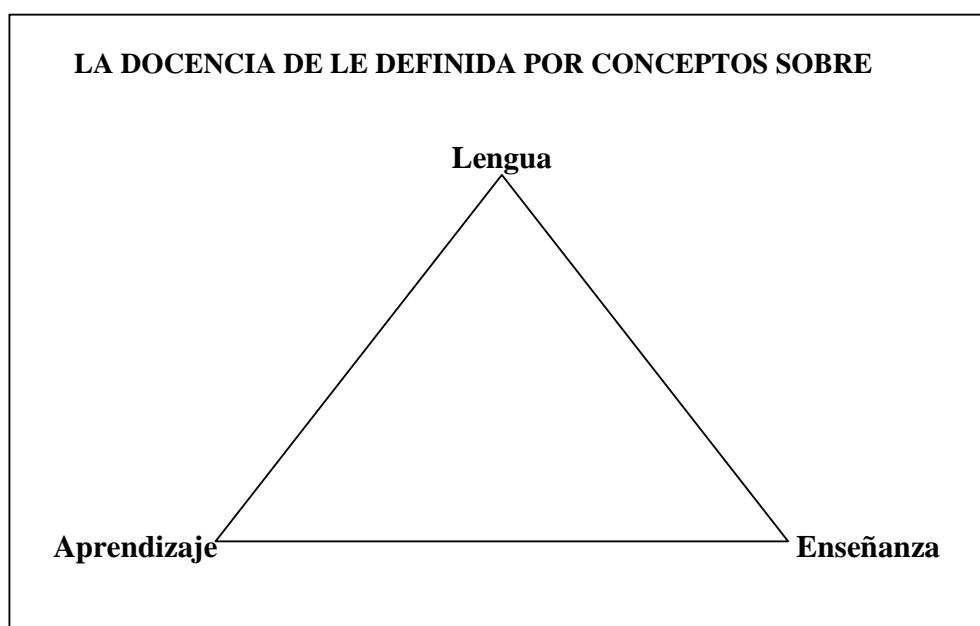 LA DOCENCIA DE LE DEFINIDA POR CONCEPTOS SOBRE
Lengua
Aprendizaje
Enseñanza